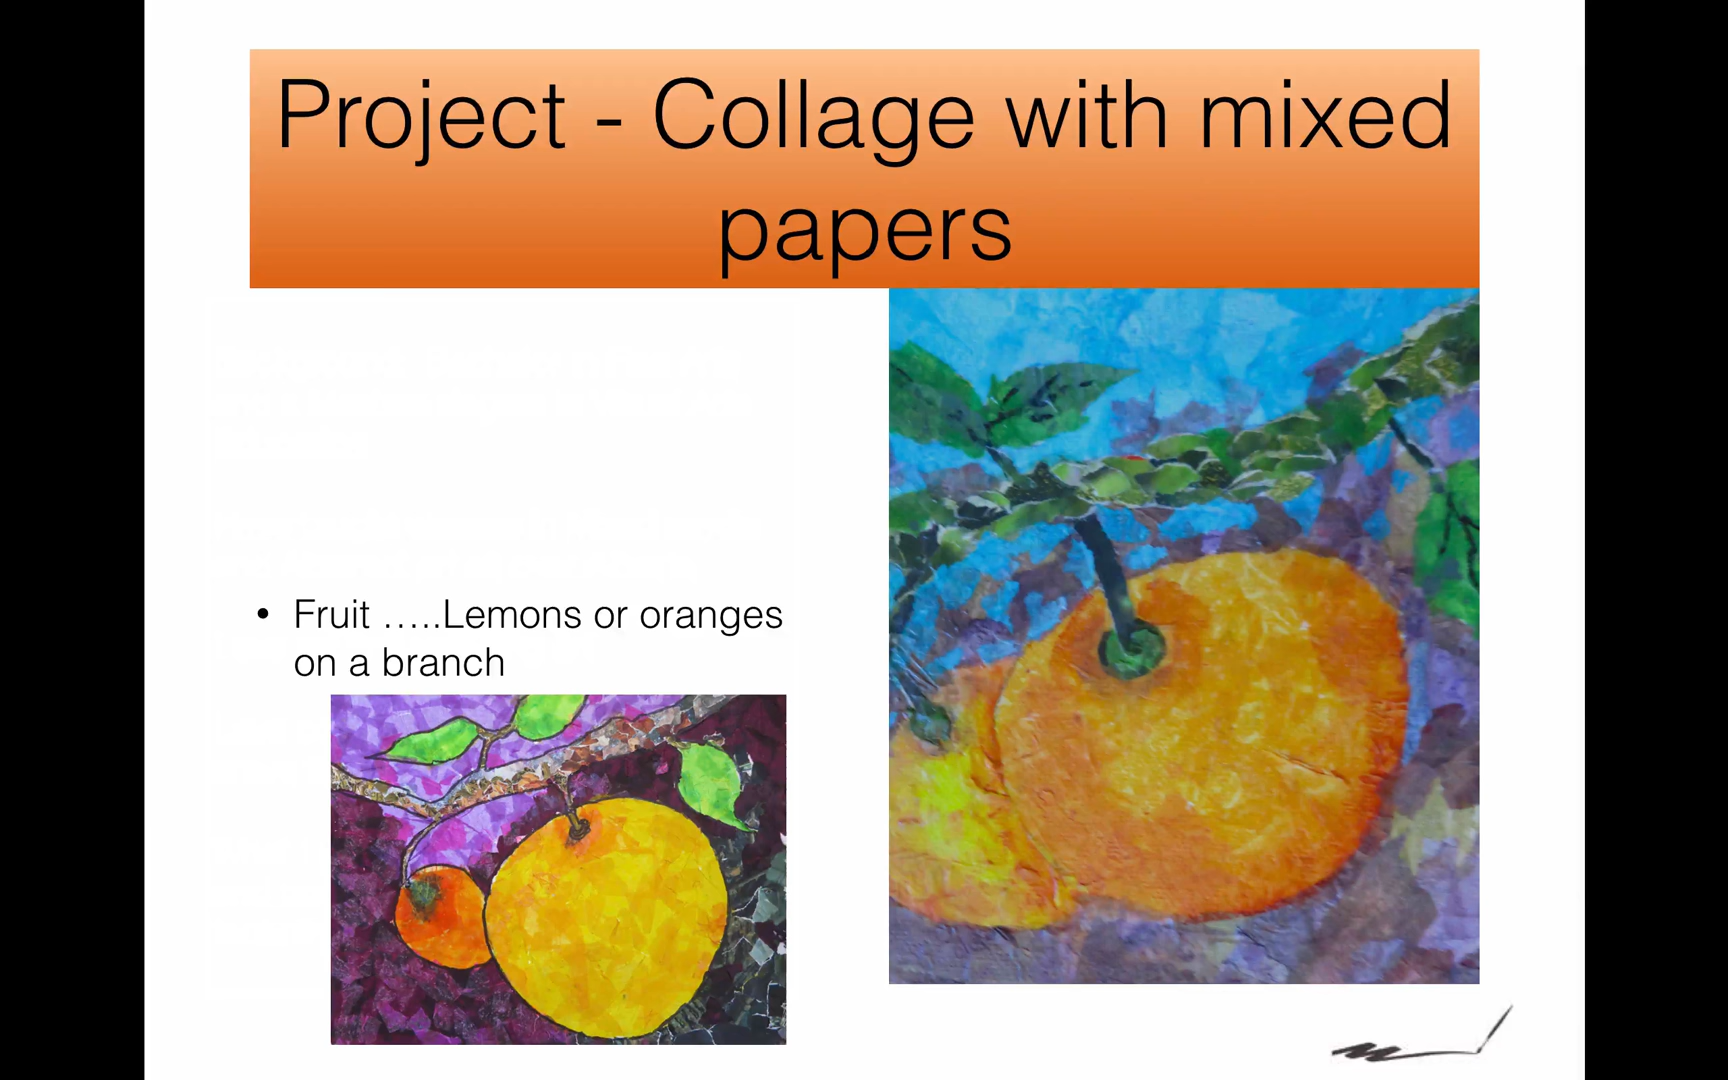 Project - Collage with mixed
papers
• Fruit …..Lemons or oranges
on a branch